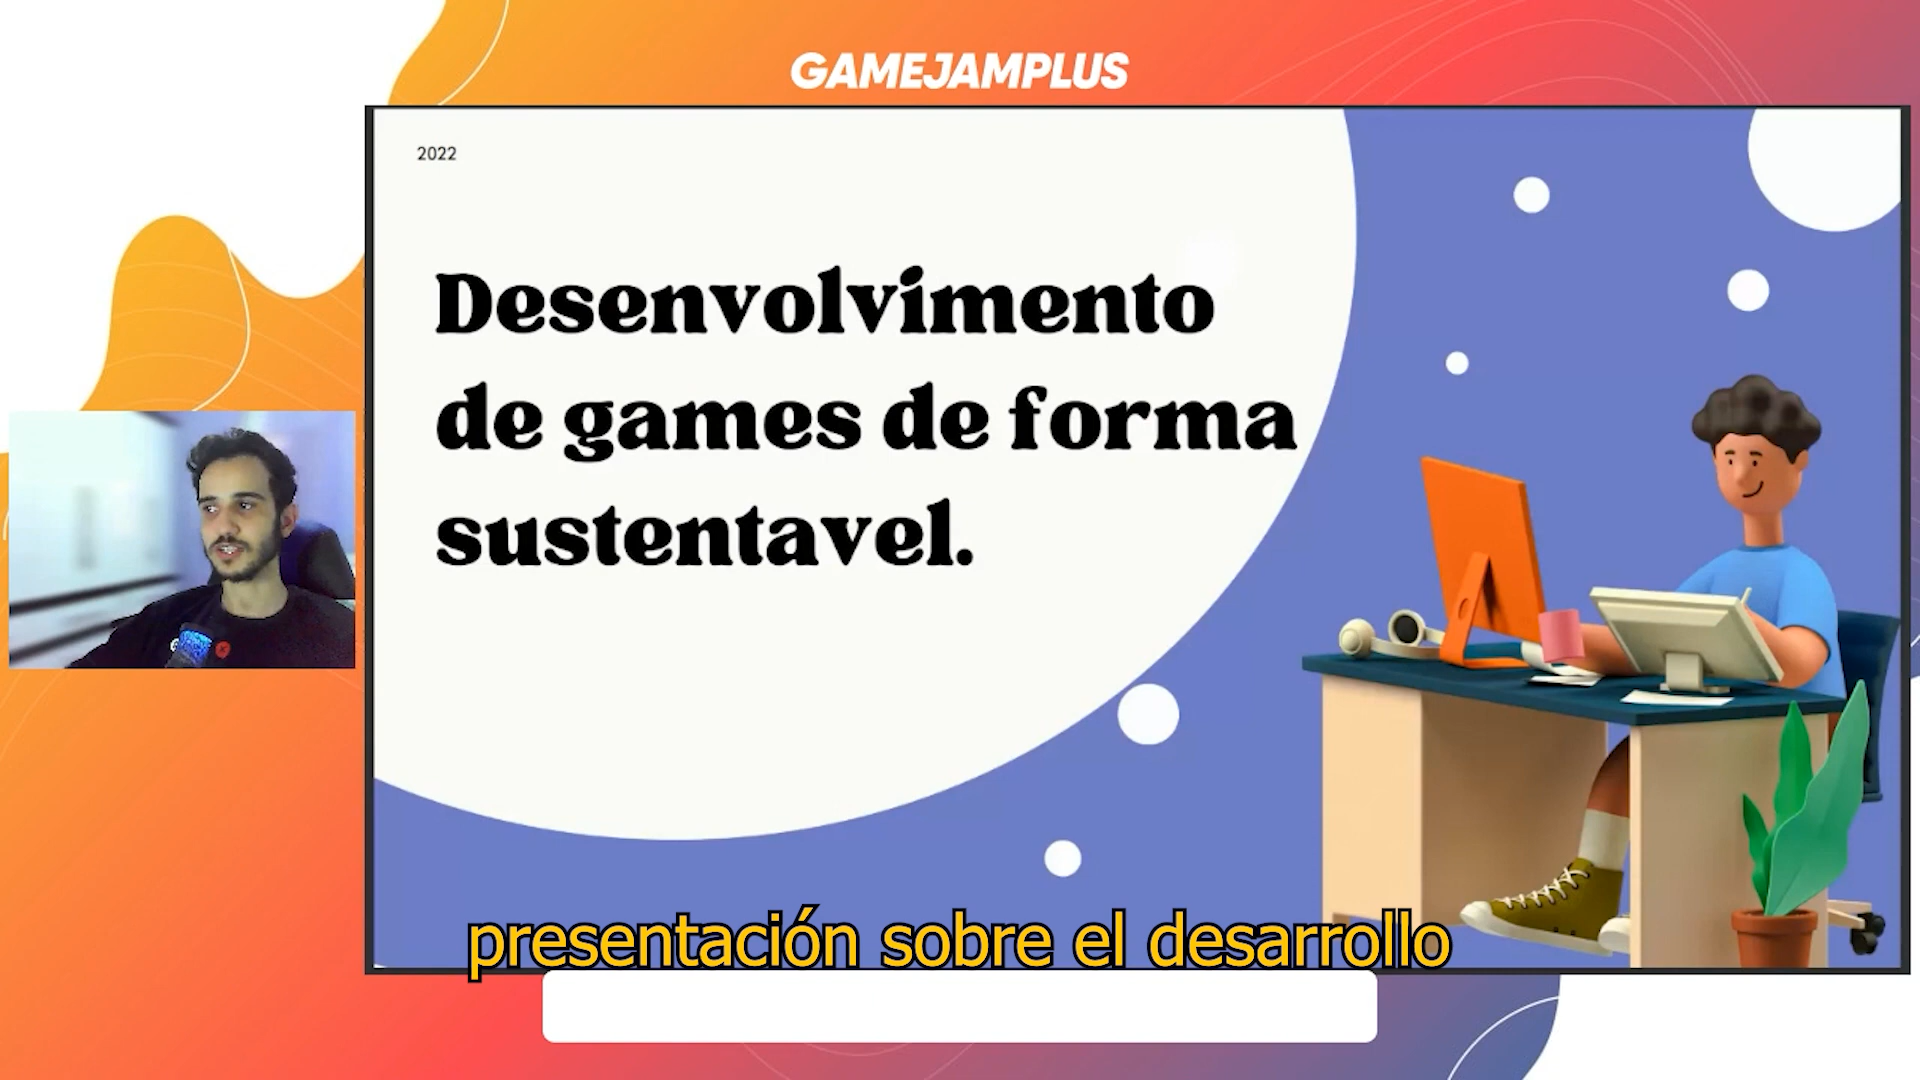 GAMEJAMPLUS
2022
Desenvolvimento
de games de forma
sustentavel.
presentación sobre el desarrollo